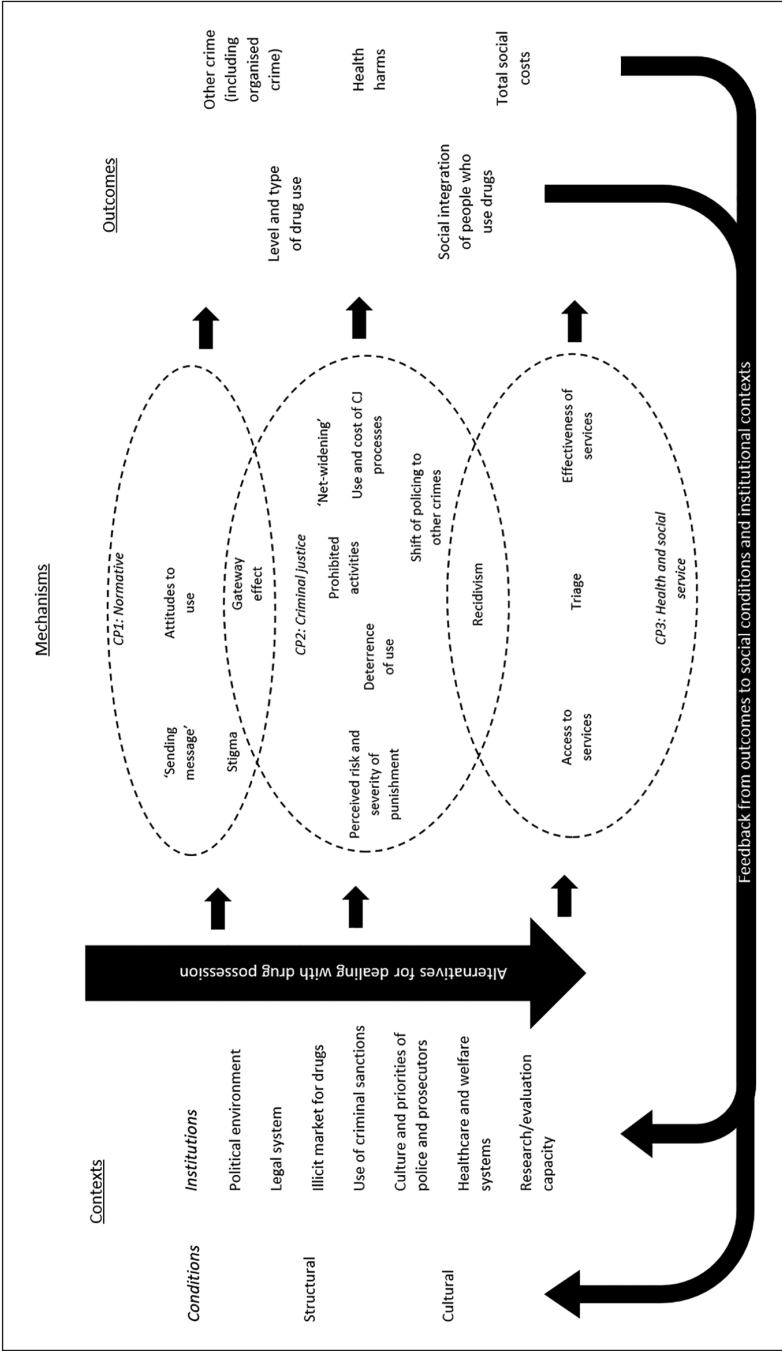 Contexts
Conditions
Structural
Cultural
Institutions
Political environment
Legal system
Illicit market for drugs
Use of criminal sanctions
Culture and priorities of
police and prosecutors
Healthcare and welfare
systems
Research/evaluation
capacity
Alternatives for dealing with drug possession
Mechanisms
CP1: Normative
‘Sending
message’
Attitudes to
use
Stigma
Gateway
effect
CP2: Criminal justice
Perceived risk and
severity of
punishment
Deterrence
of use
Prohibited
activities
‘Net-widening’
Use and cost of CJ
processes
Shift of policing to
other crimes
Recidivism
Access to
services
Triage
Effectiveness of
services
CP3: Health and social
service
Outcomes
Level and type
of drug use
Social integration
of people who
use drugs
Other crime
(including
organised
crime)
Health
harms
Total social
costs
Feedback from outcomes to social conditions and institutional contexts